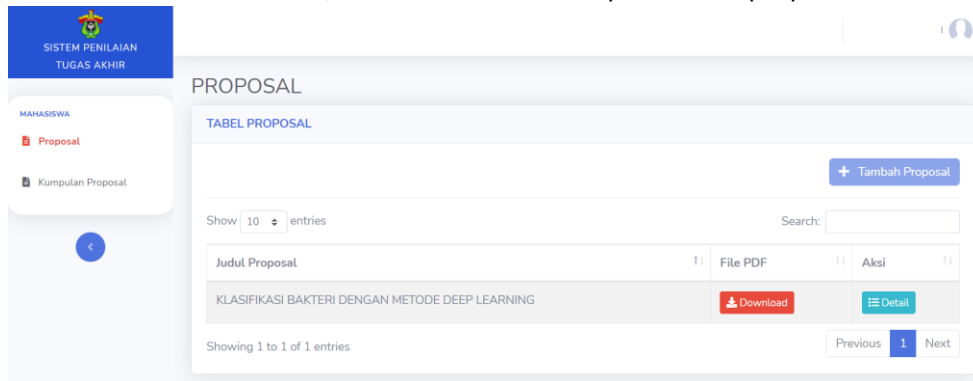 SISTEM PENILAIAN
TUGAS AKHIR
MAHASISWA
Proposal
Kumpulan Proposal
PROPOSAL
TABEL PROPOSAL
+ Tambah Proposal
Show 10 entries
Search:
Judul Proposal File PDF Aksi
KLASIFIKASI BAKTERI DENGAN METODE DEEP LEARNING Download Detail
Showing 1 to 1 of 1 entries
Previous 1 Next